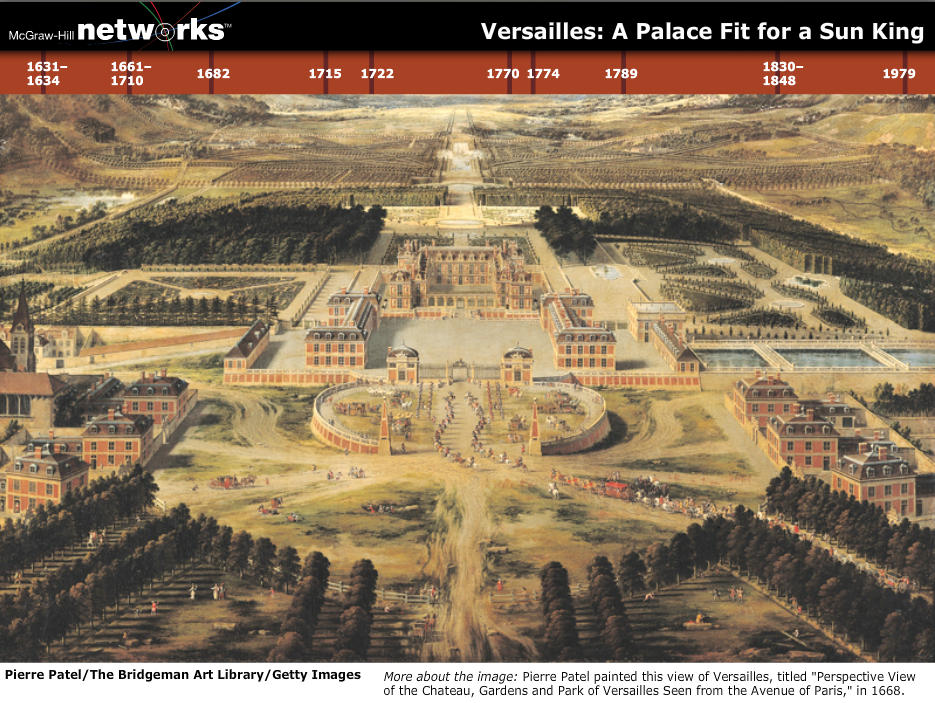 McGraw-Hill networks™
Versailles: A Palace Fit for a Sun King
1631–
1634
1661–
1710
1682
1715
1722
1770
1774
1789
1830–
1848
1979
Pierre Patel/The Bridgeman Art Library/Getty Images
More about the image: Pierre Patel painted this view of Versailles, titled "Perspective View
of the Chateau, Gardens and Park of Versailles Seen from the Avenue of Paris," in 1668.